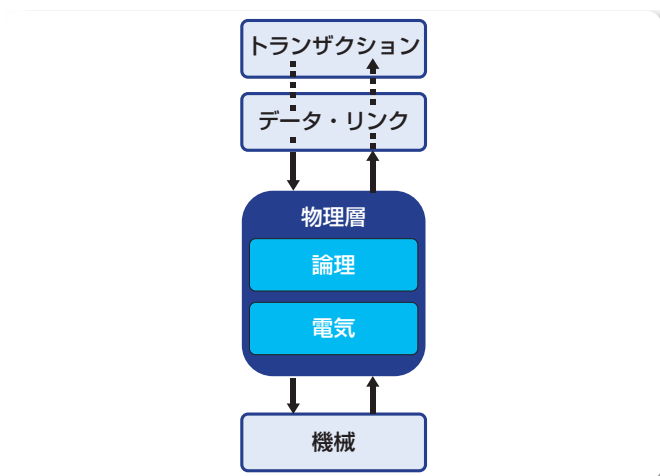 トランザクション
データ・リンク
物理層
論理
電気
機械